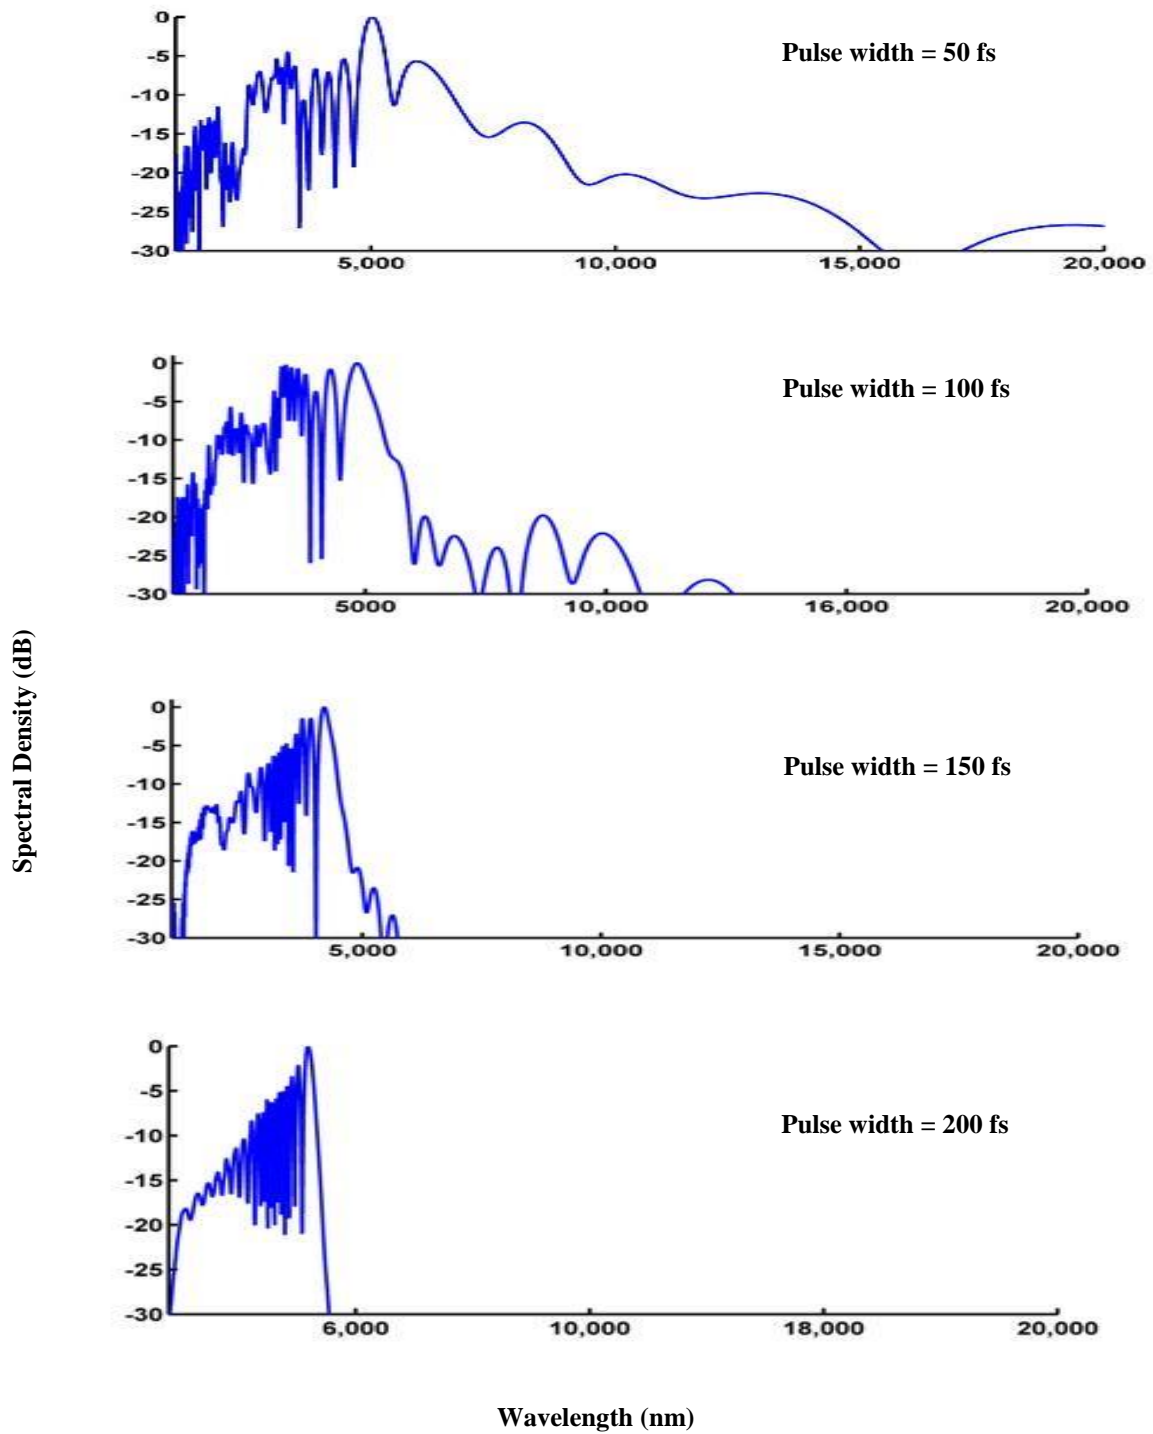 0
-5
-10
-15
-20
-25
-30
Pulse width = 50 fs
5,000 10,000 15,000 20,000
0
-5
-10
-15
-20
-25
-30
Pulse width = 100 fs
5000 10,000 16,000 20,000
Spectral Density (dB)
0
-5
-10
-15
-20
-25
-30
Pulse width = 150 fs
5,000 10,000 15,000 20,000
0
-5
-10
-15
-20
-25
-30
Pulse width = 200 fs
6,000 10,000 18,000 20,000
Wavelength (nm)